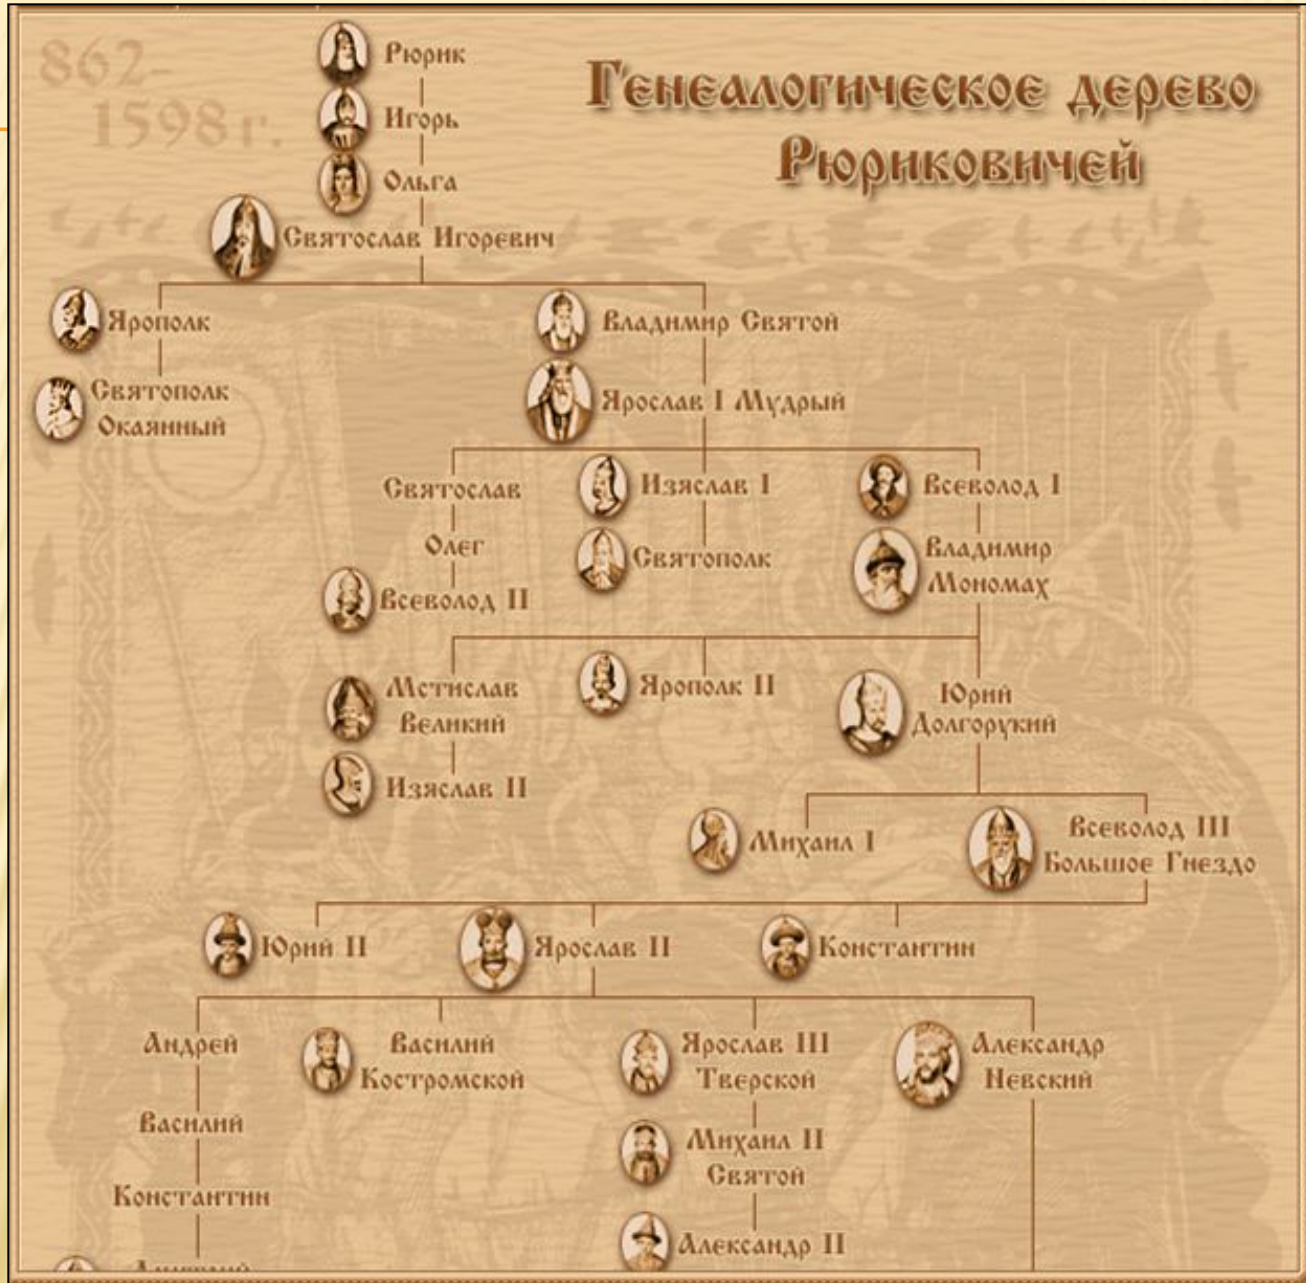 862-
1598 г.
Генеалогическое дерево
Рюриковичей
Рюрик
Игорь
Ольга
Святослав Игоревич
Ярополк
Владимир Святой
Святополк
Окаянный
Ярослав I Мудрый
Святослав
Изяслав I
Всеволод I
Олег
Святополк
Владимир
Мономах
Всеволод II
Мстислав
Великий
Ярополк II
Юрий
Долгорукий
Изяслав II
Михаил I
Всеволод III
Большое Гнездо
Юрий II
Ярослав II
Константин
Андрей
Василий
Костромской
Ярослав III
Тверской
Александр
Невский
Василий
Михаил II
Святой
Константин
Александр II